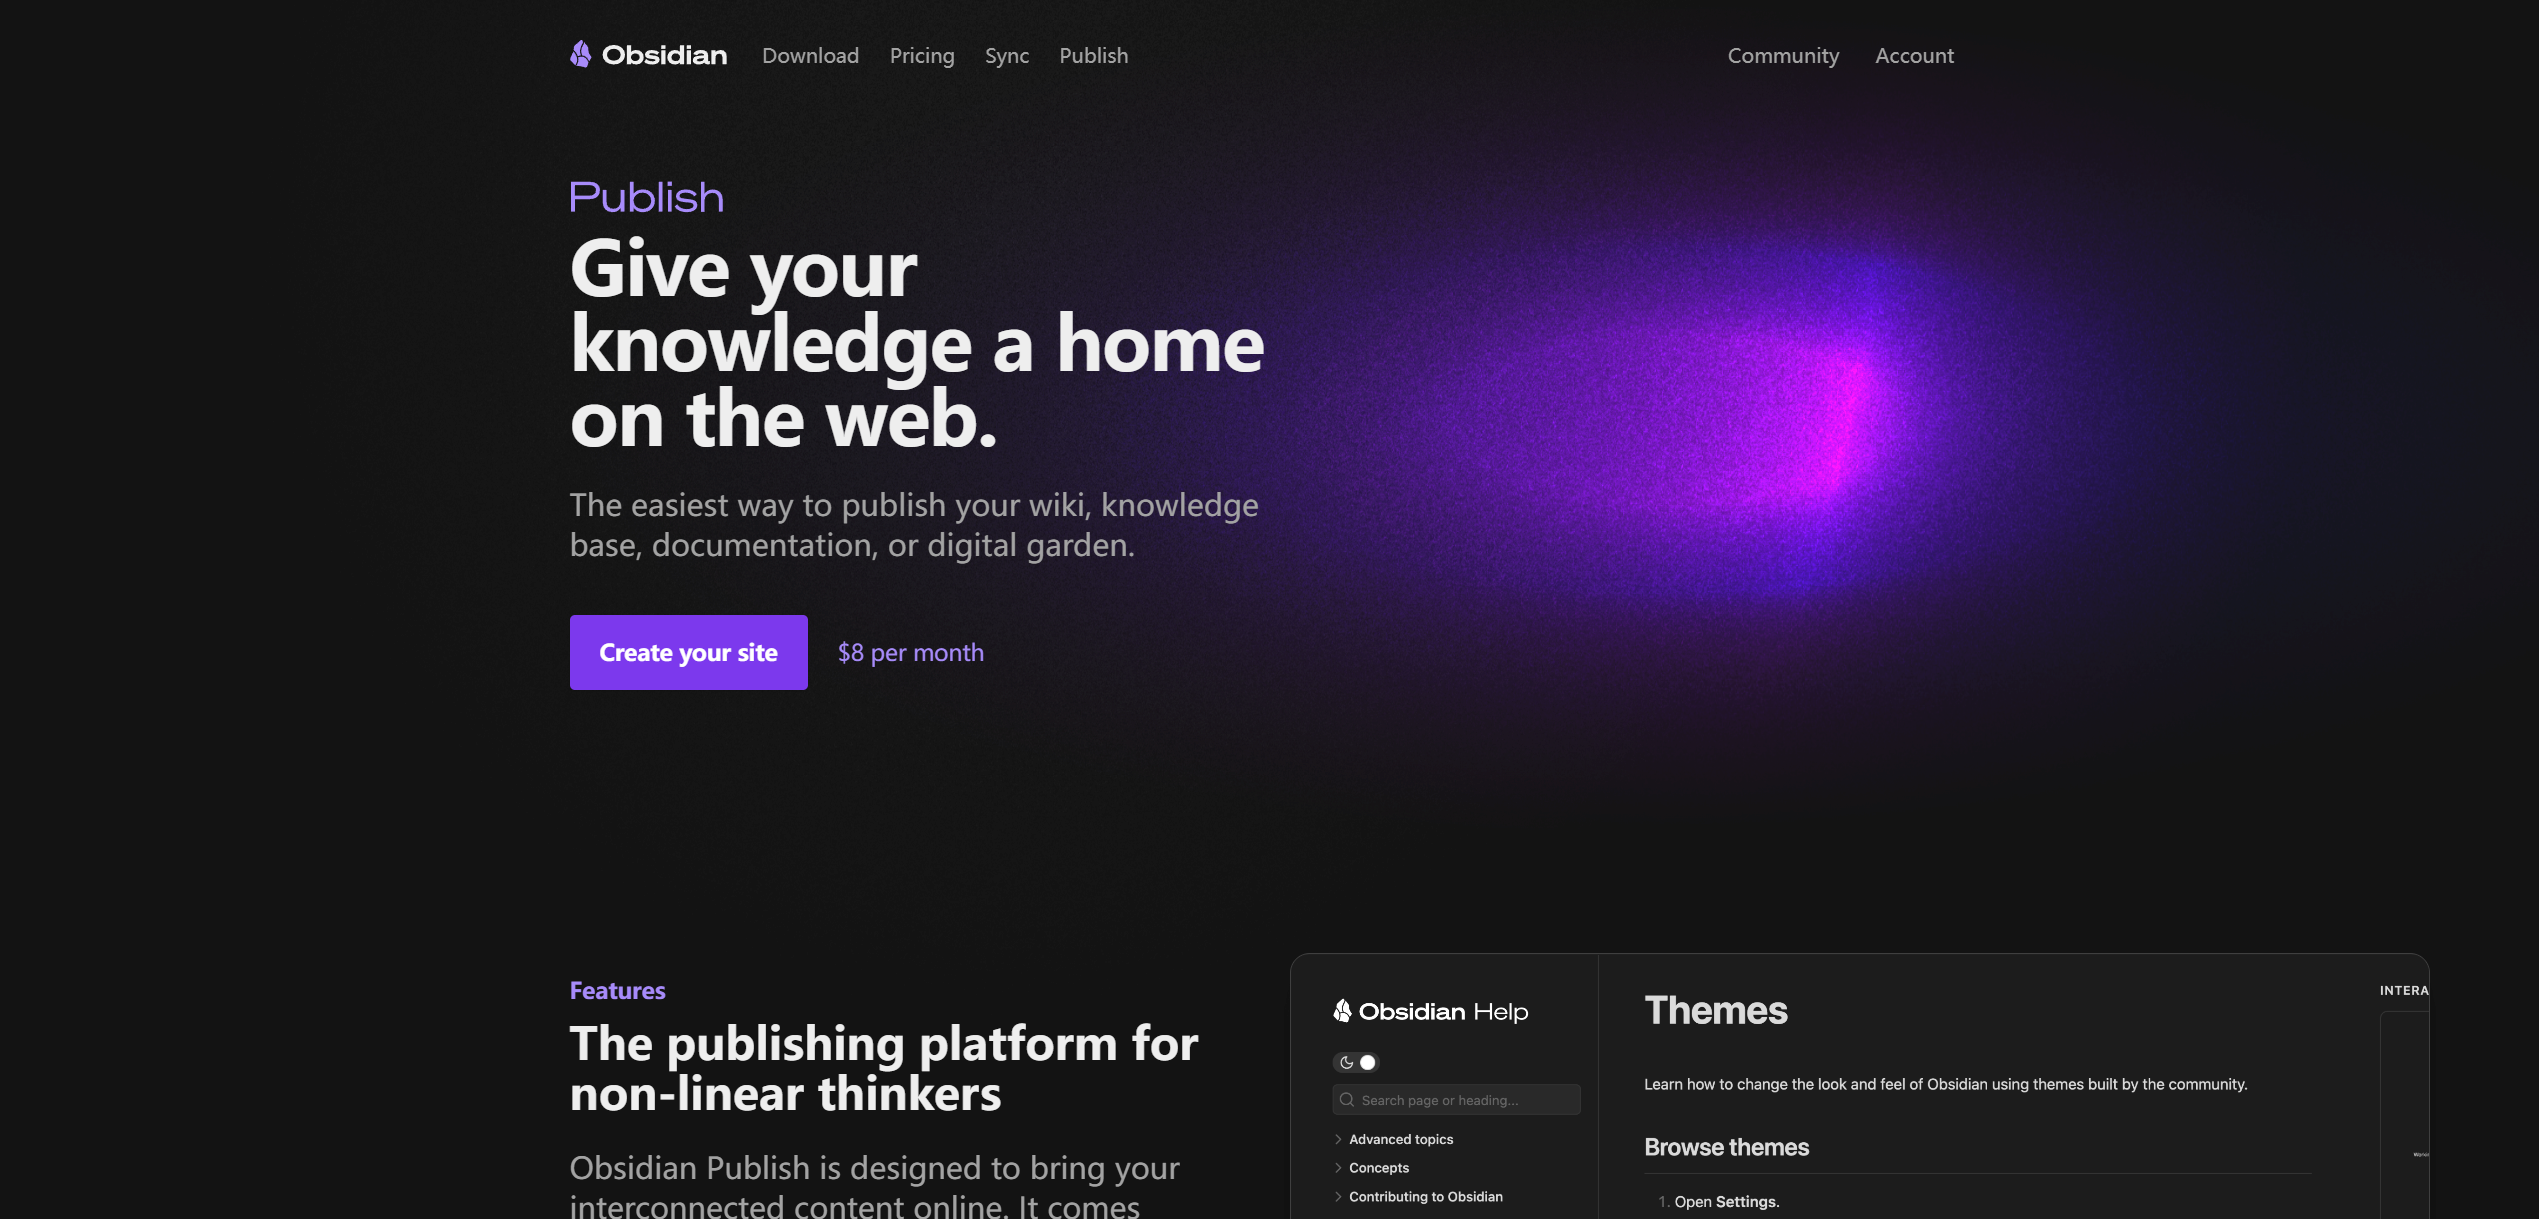 Obsidian
Download
Pricing
Sync
Publish
Community
Account
Publish
Give your
knowledge a home
on the web.
The easiest way to publish your wiki, knowledge
base, documentation, or digital garden.
Create your site
$8 per month
Features
The publishing platform for
non-linear thinkers
Obsidian Publish is designed to bring your
interconnected content online. It comes
Obsidian Help
Search page or heading...
Advanced topics
Concepts
Contributing to Obsidian
Themes
Learn how to change the look and feel of Obsidian using themes built by the community.
Browse themes
1. Open Settings.
INTERA